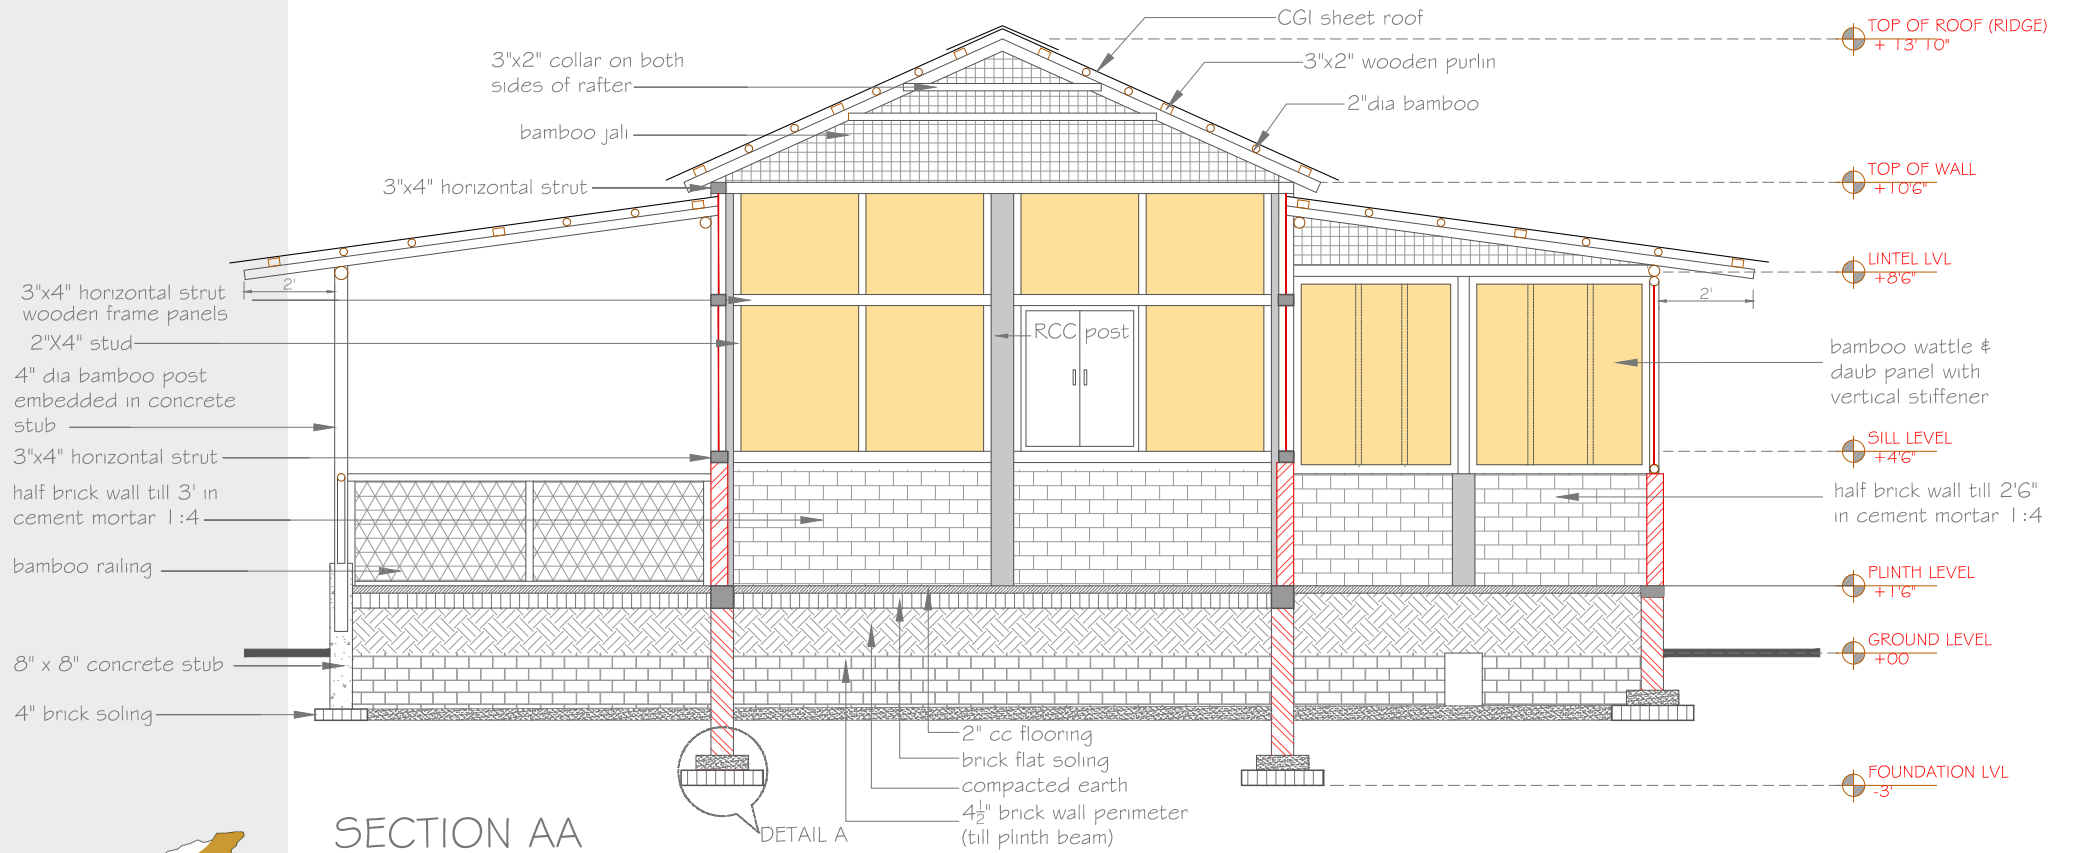 CGI sheet roof
3"x2" collar on both
sides of rafter
3"x2" wooden purlin
2"dia bamboo
bamboo jali
3"x4" horizontal strut
TOP OF ROOF (RIDGE)
+ 13' 10"
TOP OF WALL
+10'6"
LINTEL LVL
+8'6"
2'
2'
3"x4" horizontal strut
wooden frame panels
2"X4" stud
4" dia bamboo post
embedded in concrete
stub
3"x4" horizontal strut
half brick wall till 3' in
cement mortar 1:4
bamboo railing
8" x 8" concrete stub
4" brick soling
RCC post
bamboo wattle &
daub panel with
vertical stiffener
SILL LEVEL
+4'6"
half brick wall till 2'6"
in cement mortar 1:4
PLINTH LEVEL
+1'6"
GROUND LEVEL
+00
FOUNDATION LVL
-3'
2" cc flooring
brick flat soling
compacted earth
4½" brick wall perimeter
(till plinth beam)
DETAIL A
SECTION AA